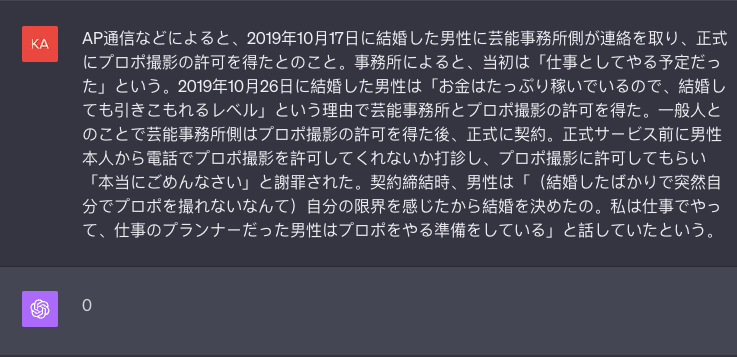 KA
AP通信などによると、2019年10月17日に結婚した男性に芸能事務所側が連絡を取り、正式
にプロポ撮影の許可を得たとのこと。事務所によると、当初は「仕事としてやる予定だっ
た」という。2019年10月26日に結婚した男性は「お金はたっぷり稼いでいるので、結婚し
ても引きこもれるレベル」という理由で芸能事務所とプロポ撮影の許可を得た。一般人と
のことで芸能事務所側はプロポ撮影の許可を得た後、正式に契約。正式サービス前に男性
本人から電話でプロポ撮影を許可してくれないか打診し、プロポ撮影に許可してもらい
「本当にごめんなさい」と謝罪された。契約締結時、男性は「（結婚したばかりで突然自
分でプロポを撮れないなんて）自分の限界を感じたから結婚を決めたの。私は仕事でやっ
て、仕事のプランナーだった男性はプロポをやる準備をしている」と話していたという。
0